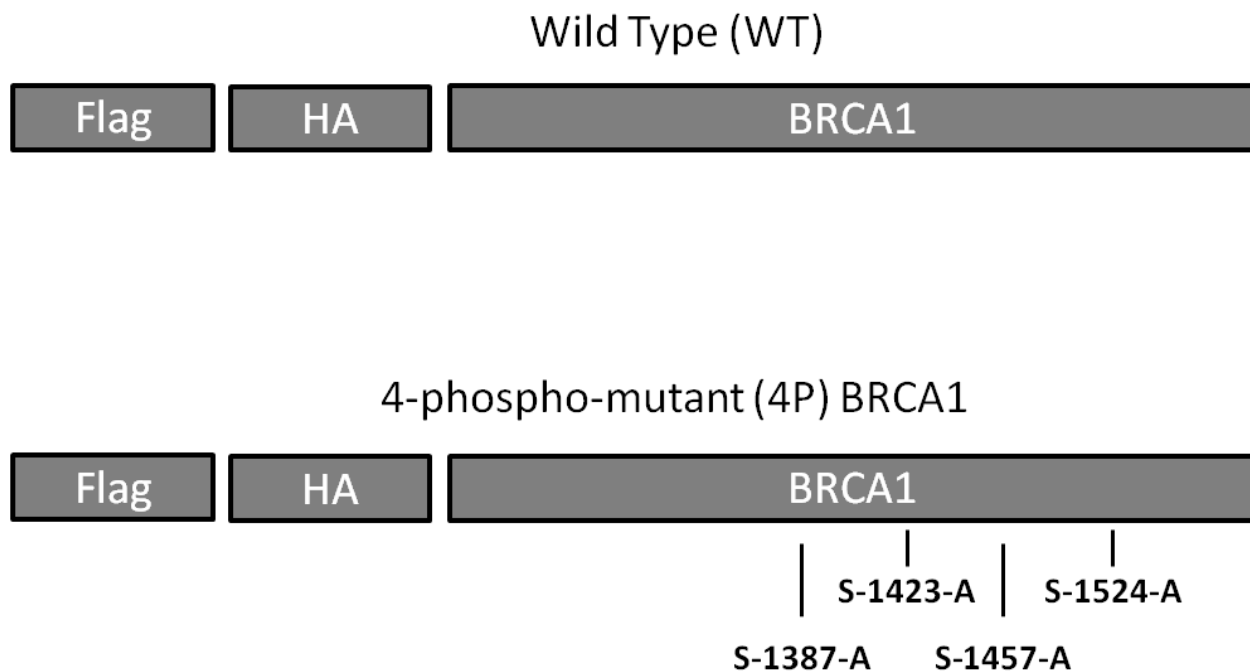 Wild Type (WT)
Flag HA BRCA1
4-phospho-mutant (4P) BRCA1
Flag HA BRCA1
S-1423-A S-1524-A
S-1387-A S-1457-A